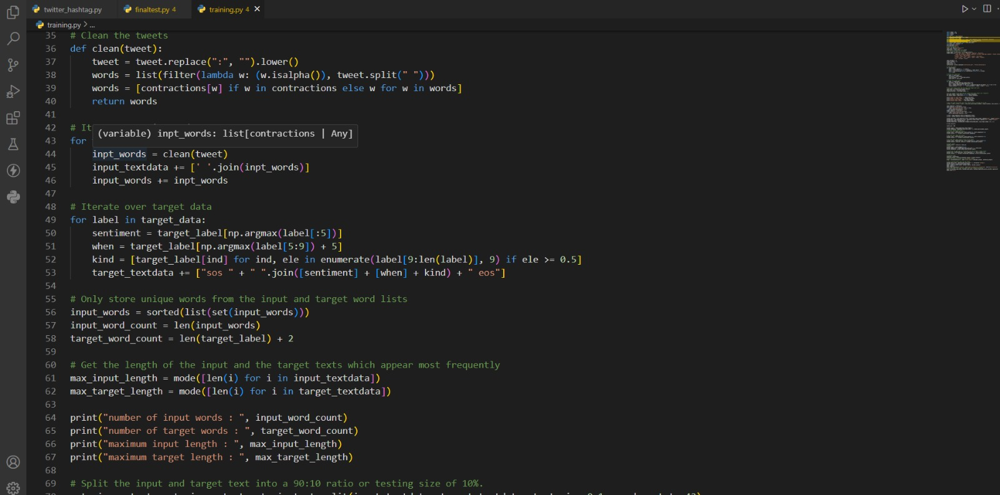 twitter_hashtag.py finaltest.py 4 training.py 4
training.py > ...
35 # Clean the tweets
36 def clean(tweet):
37 tweet = tweet.replace(":", "").lower()
38 words = list(filter(lambda w: (w.isalpha()), tweet.split(" ")))
39 words = [contractions[w] if w in contractions else w for w in words]
40 return words
41
42 # It
(variable) inpt_words: list[contractions | Any]
43 for
44 inpt_words = clean(tweet)
45 input_textdata += [' '.join(inpt_words)]
46 input_words += inpt_words
47
48 # Iterate over target data
49 for label in target_data:
50 sentiment = target_label[np.argmax(label[:5])]
51 when = target_label[np.argmax(label[5:9]) + 5]
52 kind = [target_label[ind] for ind, ele in enumerate(label[9:len(label)], 9) if ele >= 0.5]
53 target_textdata += ["sos " + " ".join([sentiment] + [when] + kind) + " eos"]
54
55 # Only store unique words from the input and target word lists
56 input_words = sorted(list(set(input_words)))
57 input_word_count = len(input_words)
58 target_word_count = len(target_label) + 2
59
60 # Get the length of the input and the target texts which appear most frequently
61 max_input_length = mode([len(i) for i in input_textdata])
62 max_target_length = mode([len(i) for i in target_textdata])
63
64 print("number of input words : ", input_word_count)
65 print("number of target words : ", target_word_count)
66 print("maximum input length : ", max_input_length)
67 print("maximum target length : ", max_target_length)
68
69 # Split the input and target text into a 90:10 ratio or testing size of 10%.